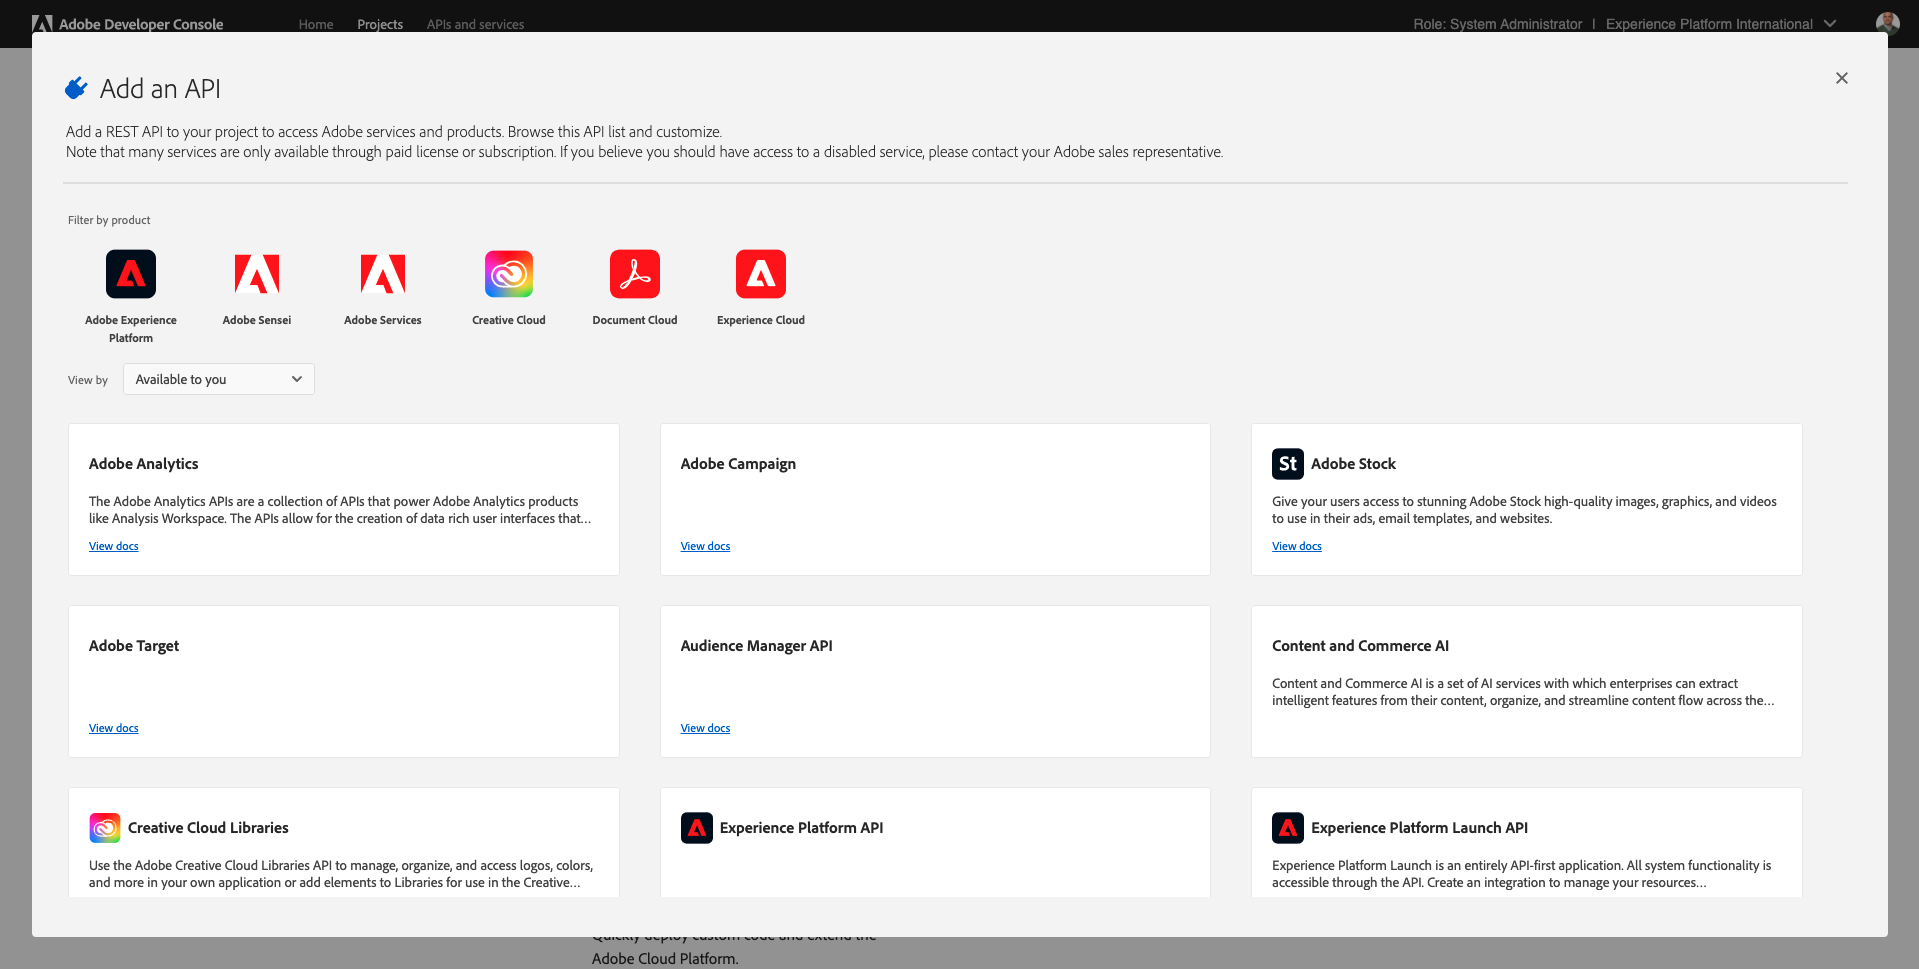 Adobe Developer Console
Home
Projects
APIs and services
Role: System Administrator | Experience Platform International
Add an API
Add a REST API to your project to access Adobe services and products. Browse this API list and customize.
Note that many services are only available through paid license or subscription. If you believe you should have access to a disabled service, please contact your Adobe sales representative.
Filter by product
Adobe Experience
Platform
Adobe Sensei
Adobe Services
Creative Cloud
Document Cloud
Experience Cloud
View by
Available to you
Adobe Analytics
The Adobe Analytics APIs are a collection of APIs that power Adobe Analytics products
like Analysis Workspace. The APIs allow for the creation of data rich user interfaces that…
View docs
Adobe Campaign
View docs
St Adobe Stock
Give your users access to stunning Adobe Stock high-quality images, graphics, and videos
to use in their ads, email templates, and websites.
View docs
Adobe Target
View docs
Audience Manager API
View docs
Content and Commerce AI
Content and Commerce AI is a set of AI services with which enterprises can extract
intelligent features from their content, organize, and streamline content flow across the…
Creative Cloud Libraries
Use the Adobe Creative Cloud Libraries API to manage, organize, and access logos, colors,
and more in your own application or add elements to Libraries for use in the Creative…
Experience Platform API
Experience Platform Launch API
Experience Platform Launch is an entirely API-first application. All system functionality is
accessible through the API. Create an integration to manage your resources…
Quickly deploy custom code and extend the
Adobe Cloud Platform.